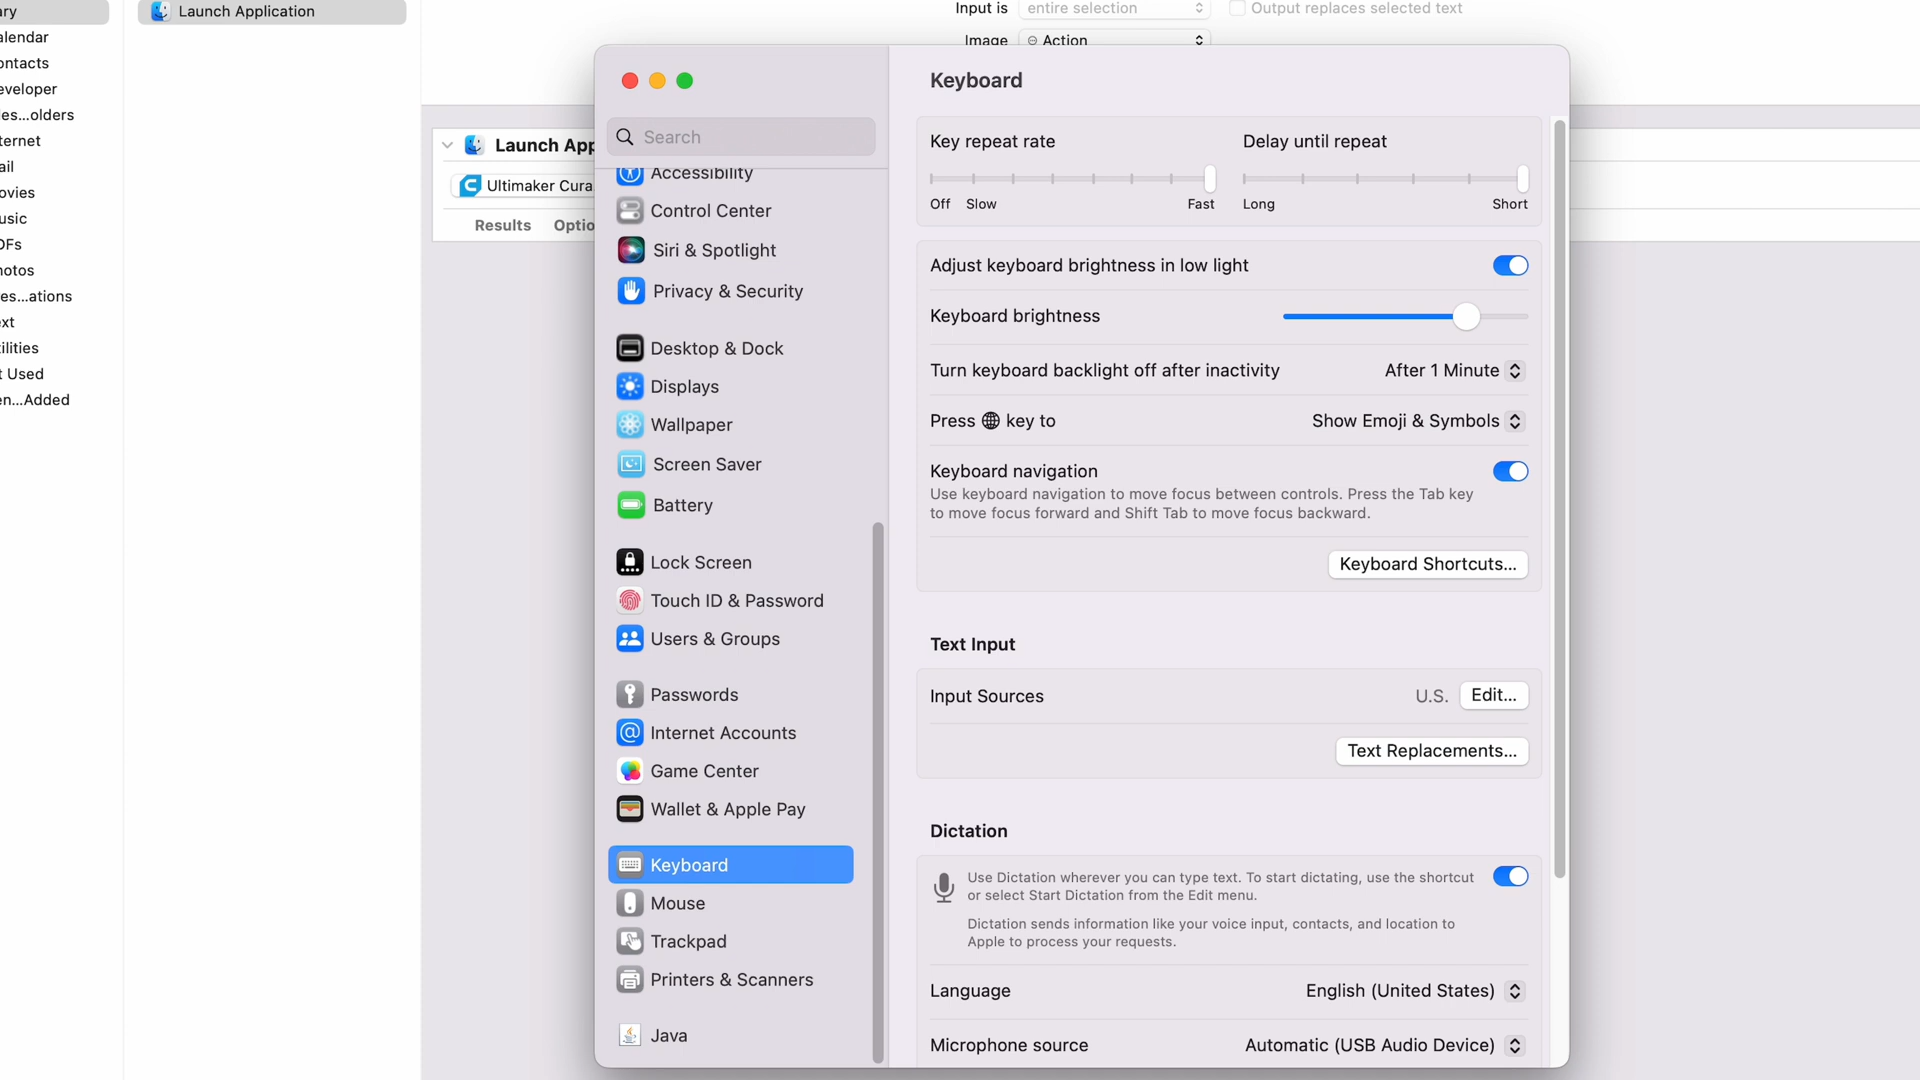 ary
Launch Application
Input is entire selection Output replaces selected text
Image Action
alendar
ontacts
eveloper
les...olders
ternet
ail
ovies
usic
DFs
hotos
es...ations
ext
tilities
t Used
en...Added
Launch App
Ultimaker Cura
Results Optio
Search
Accessibility
Control Center
Siri & Spotlight
Privacy & Security
Desktop & Dock
Displays
Wallpaper
Screen Saver
Battery
Lock Screen
Touch ID & Password
Users & Groups
Passwords
Internet Accounts
Game Center
Wallet & Apple Pay
Keyboard
Mouse
Trackpad
Printers & Scanners
Java
Keyboard
Key repeat rate Delay until repeat
Off Slow Fast Long Short
Adjust keyboard brightness in low light
Keyboard brightness
Turn keyboard backlight off after inactivity After 1 Minute
Press key to Show Emoji & Symbols
Keyboard navigation
Use keyboard navigation to move focus between controls. Press the Tab key
to move focus forward and Shift Tab to move focus backward.
Keyboard Shortcuts...
Text Input
Input Sources U.S. Edit...
Text Replacements...
Dictation
Use Dictation wherever you can type text. To start dictating, use the shortcut
or select Start Dictation from the Edit menu.
Dictation sends information like your voice input, contacts, and location to
Apple to process your requests.
Language English (United States)
Microphone source Automatic (USB Audio Device)